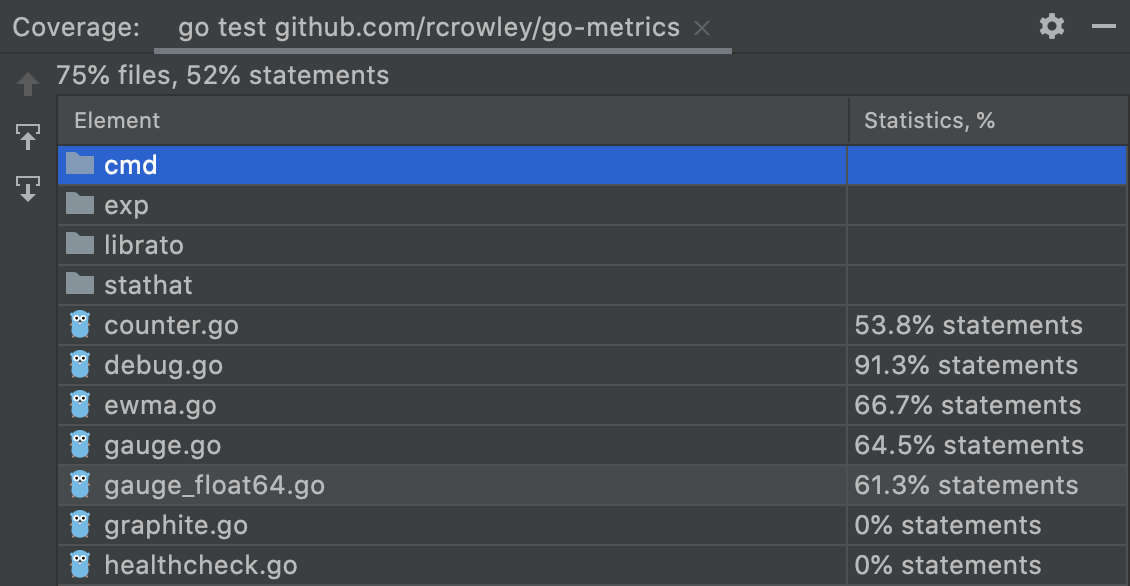 Coverage: go test github.com/rcrowley/go-metrics
75% files, 52% statements
Element Statistics, %
cmd
exp
librato
stathat
counter.go 53.8% statements
debug.go 91.3% statements
ewma.go 66.7% statements
gauge.go 64.5% statements
gauge_float64.go 61.3% statements
graphite.go 0% statements
healthcheck.go 0% statements